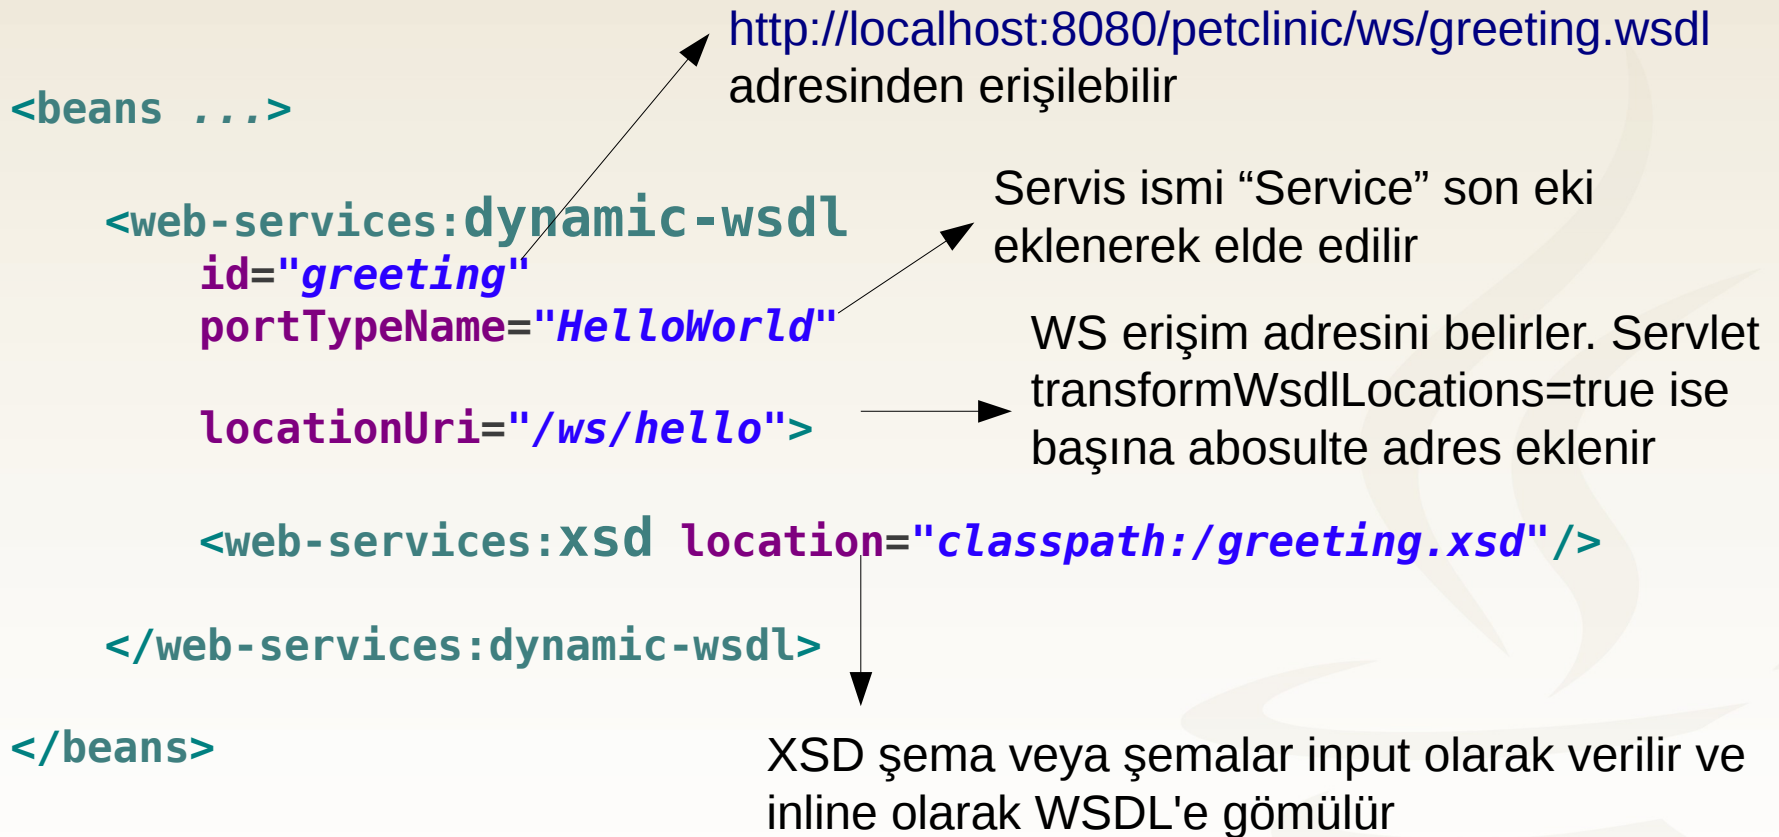 http://localhost:8080/petclinic/ws/greeting.wsdl
adresinden erişilebilir
<beans ...>
<web-services:dynamic-wsdl
id="greeting"
portTypeName="HelloWorld"
Servis ismi “Service” son eki
eklenerek elde edilir
locationUri="/ws/hello">
WS erişim adresini belirler. Servlet
transformWsdlLocations=true ise
başına abosulte adres eklenir
<web-services:xsd location="classpath:/greeting.xsd"/>
</web-services:dynamic-wsdl>
</beans>
XSD şema veya şemalar input olarak verilir ve
inline olarak WSDL'e gömülür